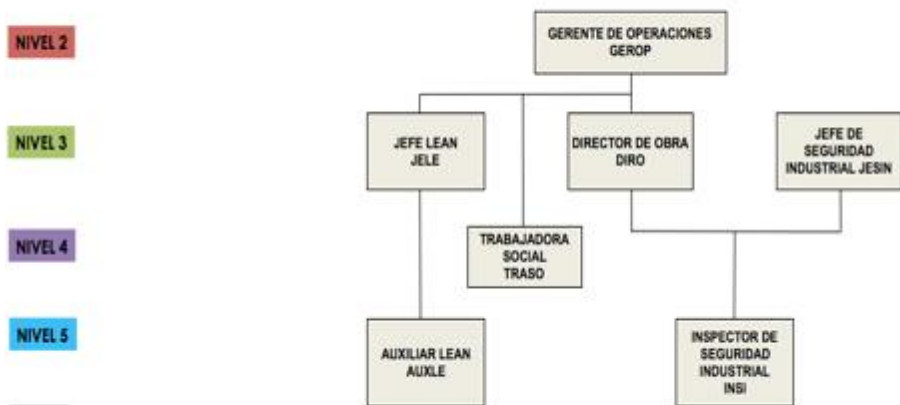 NIVEL 2
GERENTE DE OPERACIONES
GEROP
NIVEL 3
JEFE LEAN
JELE
DIRECTOR DE OBRA
DIRO
JEFE DE
SEGURIDAD
INDUSTRIAL JESIN
NIVEL 4
TRABAJADORA
SOCIAL
TRASO
NIVEL 5
AUXILIAR LEAN
AUXLE
INSPECTOR DE
SEGURIDAD
INDUSTRIAL
INSI